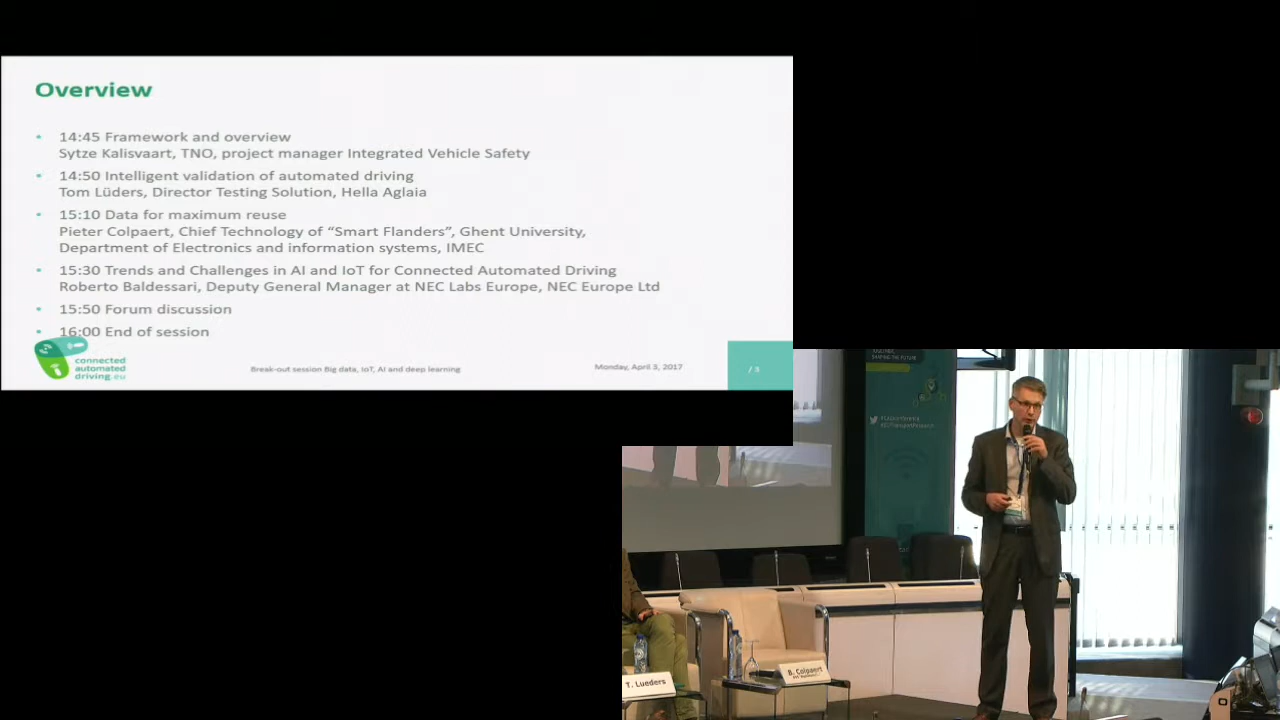 Overview
14:45 Framework and overview
Sytze Kalisvaart, TNO, project manager Integrated Vehicle Safety
14:50 Intelligent validation of automated driving
Tom Lüders, Director Testing Solution, Hella Aglaia
15:10 Data for maximum reuse
Pieter Colpaert, Chief Technology of “Smart Flanders”, Ghent University,
Department of Electronics and information systems, IMEC
15:30 Trends and Challenges in AI and IoT for Connected Automated Driving
Roberto Baldessari, Deputy General Manager at NEC Labs Europe, NEC Europe Ltd
15:50 Forum discussion
16:00 End of session
connected
automated
driving.eu
Break-out session Big data, IoT, AI and deep learning
Monday, April 3, 2017
/ 3
SHAPING THE FUTURE
T. Lueders
B. Colpaert